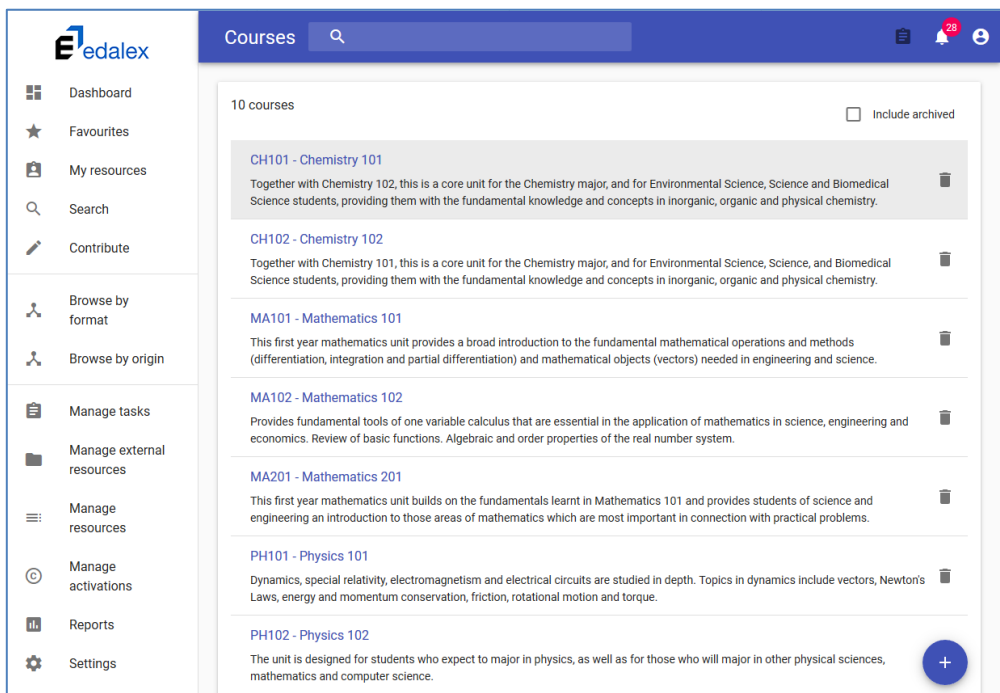 edalex
Dashboard
Favourites
My resources
Search
Contribute
Browse by
format
Browse by origin
Manage tasks
Manage external
resources
Manage
resources
Manage
activations
Reports
Settings
Courses
28
10 courses
Include archived
CH101 - Chemistry 101
Together with Chemistry 102, this is a core unit for the Chemistry major, and for Environmental Science, Science and Biomedical
Science students, providing them with the fundamental knowledge and concepts in inorganic, organic and physical chemistry.
CH102 - Chemistry 102
Together with Chemistry 101, this is a core unit for the Chemistry major, and for Environmental Science, Science, and Biomedical
Science students, providing them with the fundamental knowledge and concepts in inorganic, organic and physical chemistry.
MA101 - Mathematics 101
This first year mathematics unit provides a broad introduction to the fundamental mathematical operations and methods
(differentiation, integration and partial differentiation) and mathematical objects (vectors) needed in engineering and science.
MA102 - Mathematics 102
Provides fundamental tools of one variable calculus that are essential in the application of mathematics in science, engineering and
economics. Review of basic functions. Algebraic and order properties of the real number system.
MA201 - Mathematics 201
This first year mathematics unit builds on the fundamentals learnt in Mathematics 101 and provides students of science and
engineering an introduction to those areas of mathematics which are most important in connection with practical problems.
PH101 - Physics 101
Dynamics, special relativity, electromagnetism and electrical circuits are studied in depth. Topics in dynamics include vectors, Newton's
Laws, energy and momentum conservation, friction, rotational motion and torque.
PH102 - Physics 102
The unit is designed for students who expect to major in physics, as well as for those who will major in other physical sciences,
mathematics and computer science.